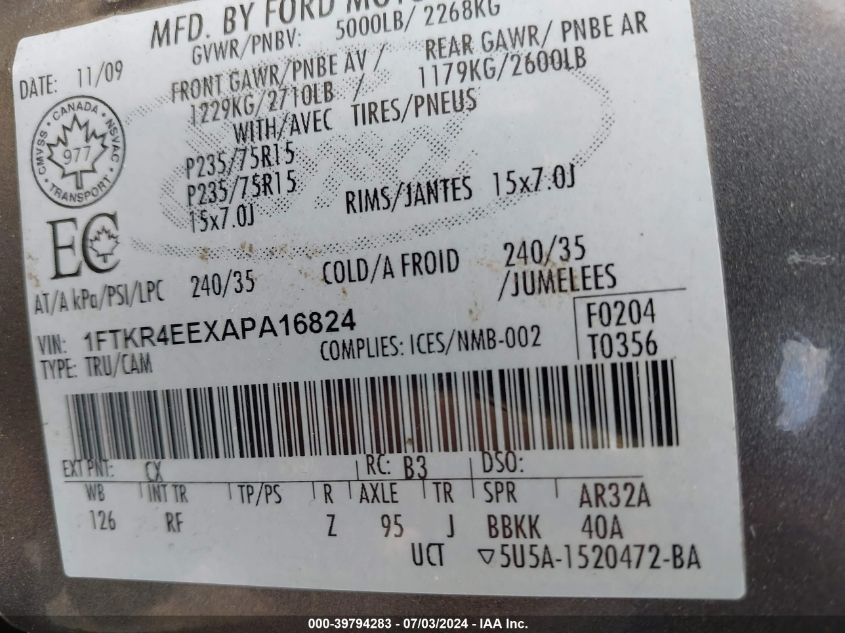 MFD. BY FORD
GVWR/PNBV: 5000LB/ 2268KG
DATE: 11/09
FRONT GAWR/PNBE AV / REAR GAWR/ PNBE AR
1229KG/2710LB / 1179KG/2600LB
WITH/AVEC TIRES/PNEUS
P235/75R15
P235/75R15
15x7.0J RIMS/JANTES 15x7.0J
CMVSS CANADA NSVAC
977
TRANSPORT
EC
AT/A kPa/PSI/LPC 240/35 COLD/A FROID 240/35
/JUMELEES
VIN: 1FTKR4EEXAPA16824 F0204
TYPE: TRU/CAM COMPLIES: ICES/NMB-002 T0356
EXT PNT: CX RC: B3 DSO:
WB INT TR TP/PS R AXLE TR SPR AR32A
126 RF Z 95 J BBKK 40A
UCT ▽5U5A-1520472-BA
000-39794283 - 07/03/2024 - IAA Inc.